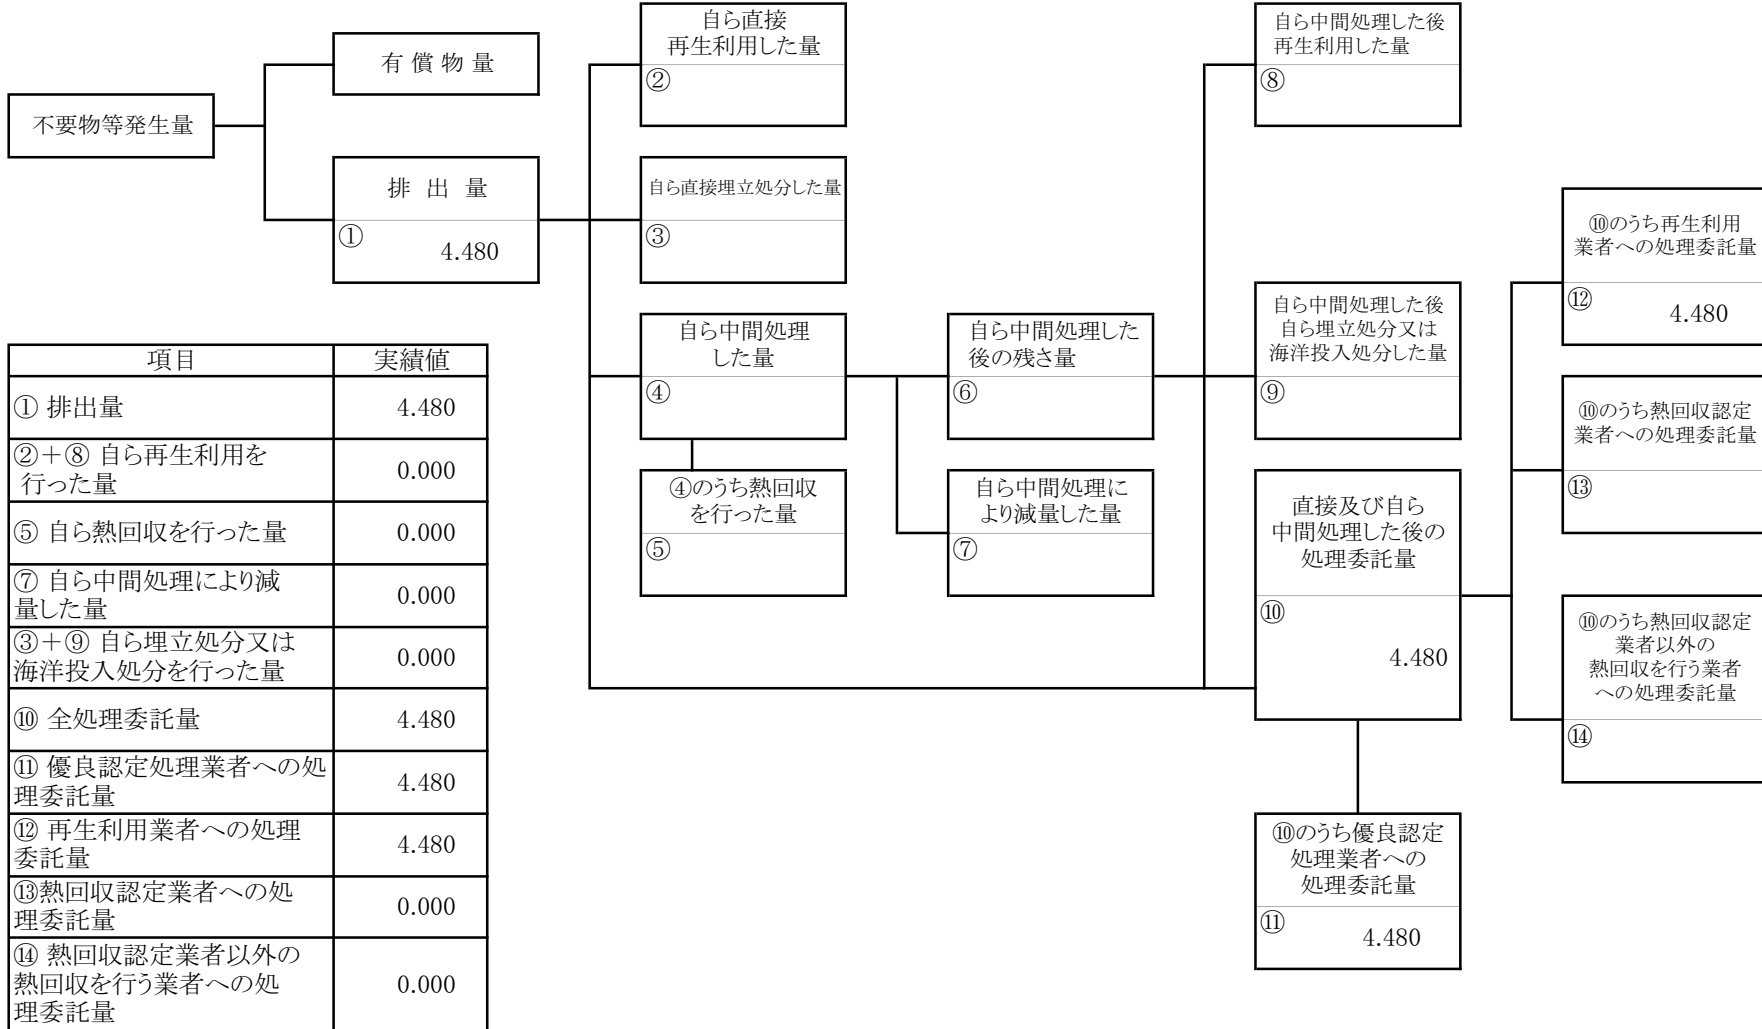 自ら直接
再生利用した量
②
自ら中間処理した後
再生利用した量
⑧
有 償 物 量
不要物等発生量
排 出 量
①
4.480
自ら直接埋立処分した量
③
⑩のうち再生利用
業者への処理委託量
⑫
4.480
自ら中間処理
した量
④
自ら中間処理した
後の残さ量
⑥
自ら中間処理した後
自ら埋立処分又は
海洋投入処分した量
⑨
⑩のうち熱回収認定
業者への処理委託量
⑬
④のうち熱回収
を行った量
⑤
自ら中間処理に
より減量した量
⑦
直接及び自ら
中間処理した後の
処理委託量
⑩
4.480
⑩のうち熱回収認定
業者以外の
熱回収を行う業者
への処理委託量
⑭
⑩のうち優良認定
処理業者への
処理委託量
⑪
4.480
項目 実績値
① 排出量 4.480
②+⑧ 自ら再生利用を
行った量 0.000
⑤ 自ら熱回収を行った量 0.000
⑦ 自ら中間処理により減
量した量 0.000
③+⑨ 自ら埋立処分又は
海洋投入処分を行った量 0.000
⑩ 全処理委託量 4.480
⑪ 優良認定処理業者への処
理委託量 4.480
⑫ 再生利用業者への処理
委託量 4.480
⑬熱回収認定業者への処
理委託量 0.000
⑭ 熱回収認定業者以外の
熱回収を行う業者への処
理委託量 0.000